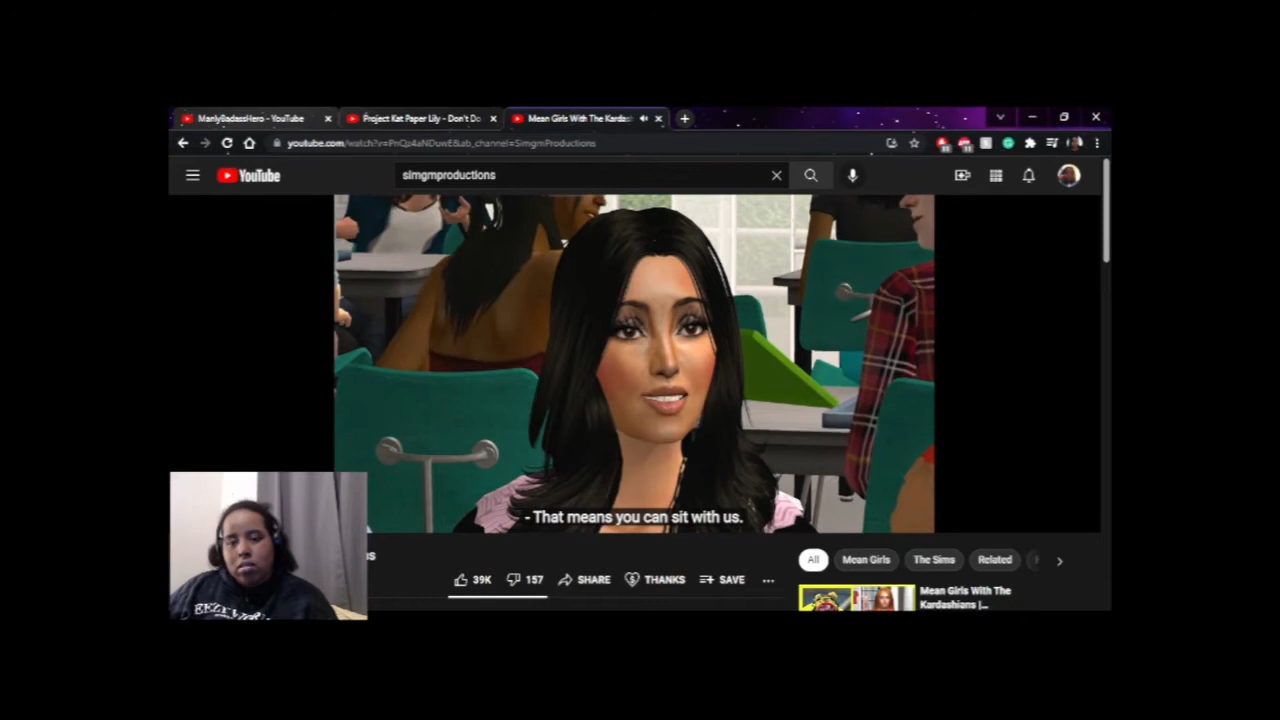 ManlyBadassHero - YouTube
Project Kat Paper Lily - Don't Do
Mean Girls With The Kardash
YouTube
simgmproductions
- That means you can sit with us.
39K
157
SHARE
THANKS
SAVE
All
Mean Girls
The Sims
Related
Mean Girls With The
Kardashians |...